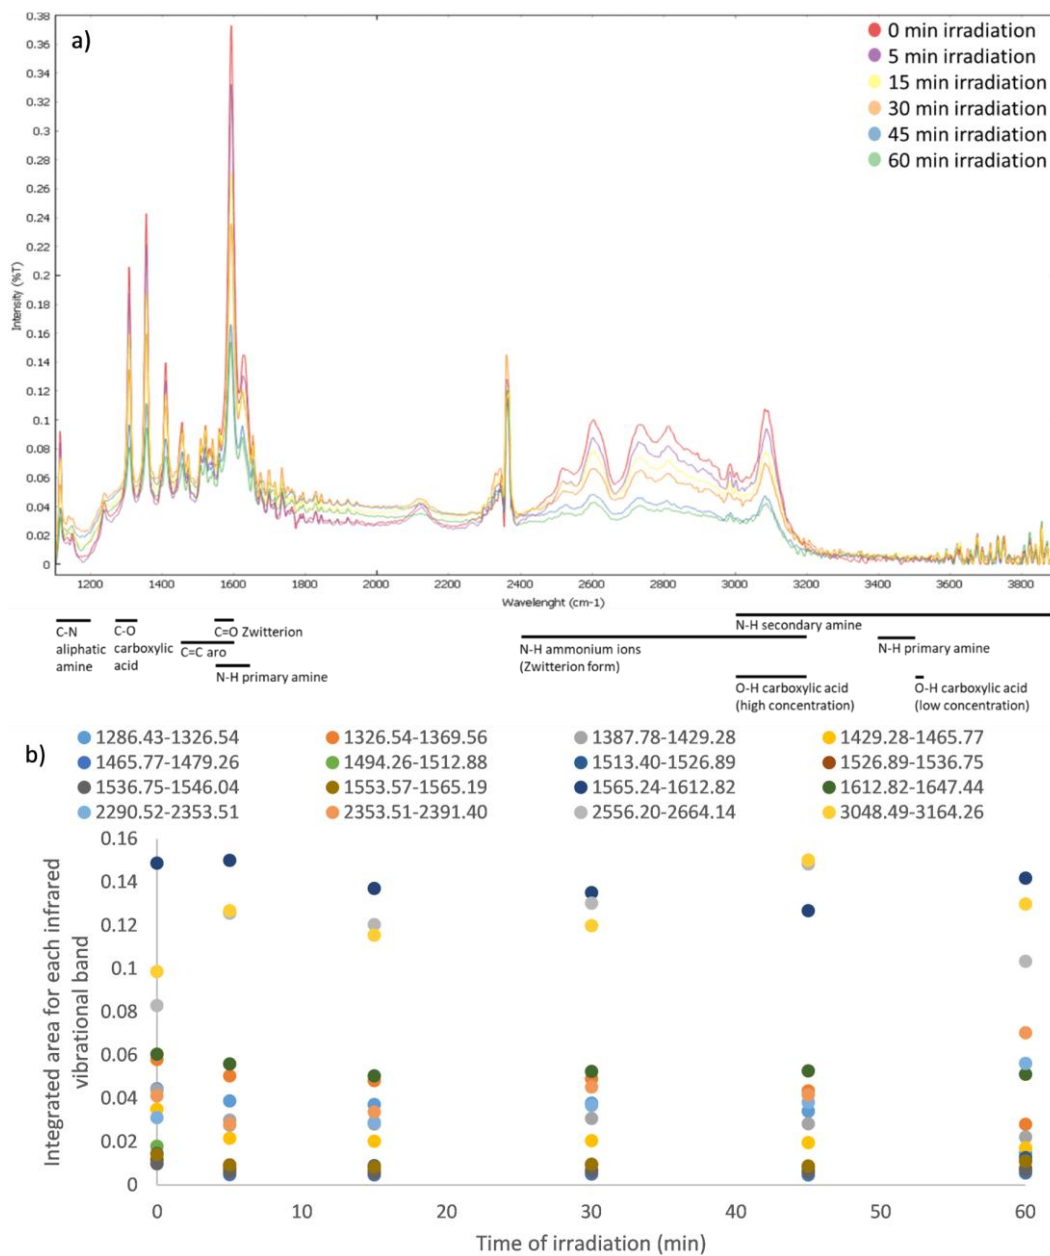 a)
0.38
0.36
0.34
0.32
0.3
0.28
0.26
0.24
0.22
0.2
0.18
0.16
0.14
0.12
0.1
0.08
0.06
0.04
0.02
0
Intensity (%T)
0 min irradiation
5 min irradiation
15 min irradiation
30 min irradiation
45 min irradiation
60 min irradiation
1200 1400 1600 1800 2000 2200 2400 2600 2800 3000 3200 3400 3600 3800
Wavelenght (cm-1)
C-N
aliphatic
amine
C-O
carboxylic
acid
C=O Zwitterion
C=C aro
N-H primary amine
N-H ammonium ions
(Zwitterion form)
N-H secondary amine
N-H primary amine
O-H carboxylic acid
(high concentration)
O-H carboxylic acid
(low concentration)
b)
1286.43-1326.54 1326.54-1369.56 1387.78-1429.28 1429.28-1465.77
1465.77-1479.26 1494.26-1512.88 1513.40-1526.89 1526.89-1536.75
1536.75-1546.04 1553.57-1565.19 1565.24-1612.82 1612.82-1647.44
2290.52-2353.51 2353.51-2391.40 2556.20-2664.14 3048.49-3164.26
0.16
0.14
0.12
0.1
0.08
0.06
0.04
0.02
0
Integrated area for each infrared
vibrational band
0 10 20 30 40 50 60
Time of irradiation (min)